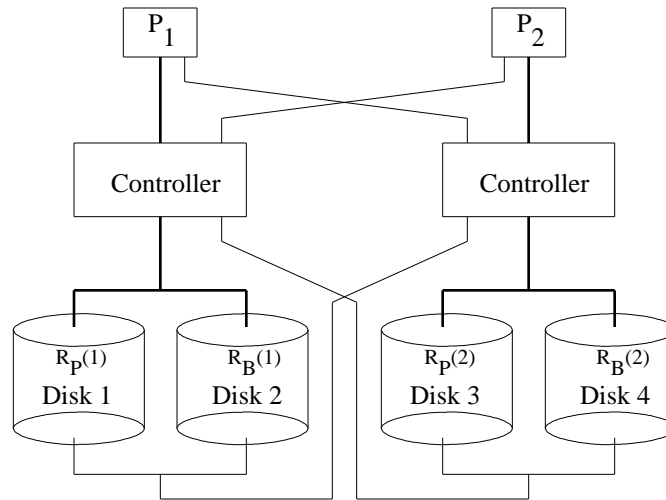 P1
P2
Controller
Controller
RP(1)
Disk 1
RB(1)
Disk 2
RP(2)
Disk 3
RB(2)
Disk 4